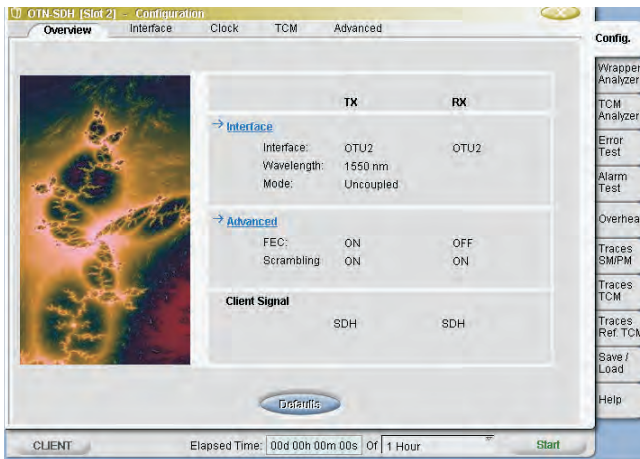 OTN-SDH [Slot 2] - Configuration
Overview Interface Clock TCM Advanced
Config.
Wrapper
Analyzer
TCM
Analyzer
Error
Test
Alarm
Test
Overhea
Traces
SM/PM
Traces
TCM
Traces
Ref. TCM
Save /
Load
Help
TX RX
→ Interface
Interface: OTU2 OTU2
Wavelength: 1550 nm
Mode: Uncoupled
→ Advanced
FEC: ON OFF
Scrambling ON ON
Client Signal
SDH SDH
Defaults
CLIENT Elapsed Time: 00d 00h 00m 00s Of 1 Hour Start